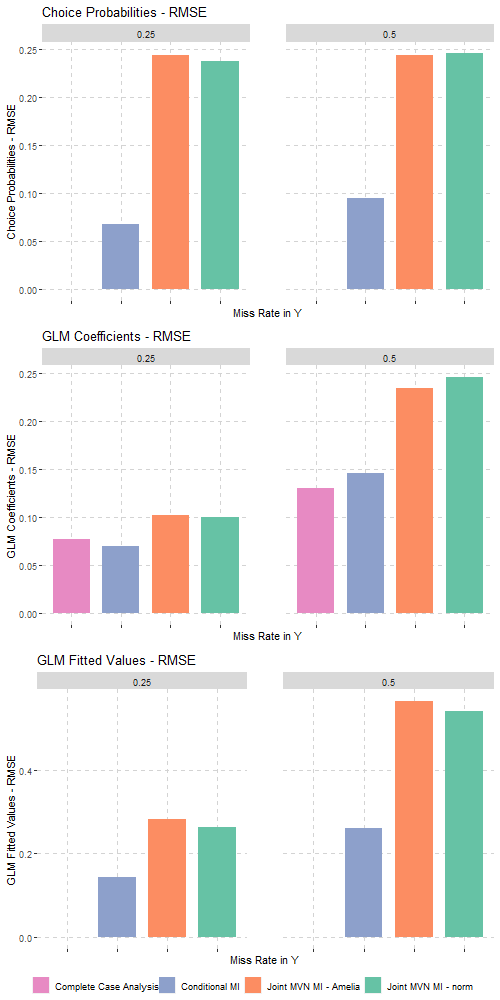 Choice Probabilities - RMSE
0.25
0.5
Choice Probabilities - RMSE
0.25
0.20
0.15
0.10
0.05
0.00
Miss Rate in Y
GLM Coefficients - RMSE
0.25
0.5
GLM Coefficients - RMSE
0.25
0.20
0.15
0.10
0.05
0.00
Miss Rate in Y
GLM Fitted Values - RMSE
0.25
0.5
GLM Fitted Values - RMSE
0.4
0.2
0.0
Miss Rate in Y
Complete Case Analysis
Conditional MI
Joint MVN MI - Amelia
Joint MVN MI - norm